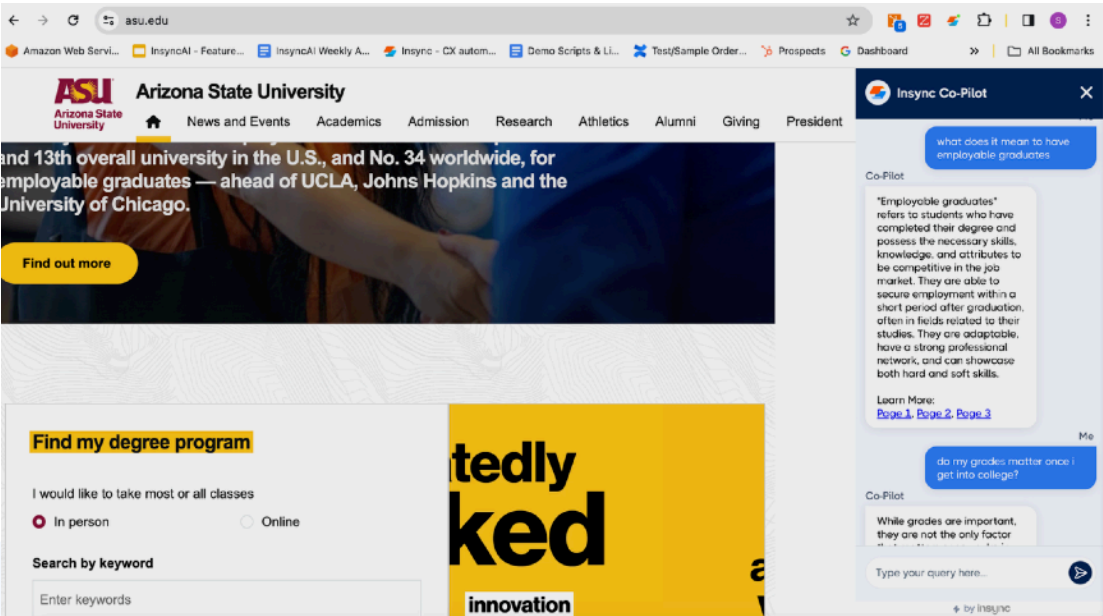 asu.edu
Amazon Web Servi...
InsyncAI - Feature...
InsyncAI Weekly A...
Insync - CX autom...
Demo Scripts & Li...
Test/Sample Order...
Prospects
Dashboard
»
All Bookmarks
ASU
Arizona State
University
Arizona State University
News and Events
Academics
Admission
Research
Athletics
Alumni
Giving
President
and 13th overall university in the U.S., and No. 34 worldwide, for
employable graduates — ahead of UCLA, Johns Hopkins and the
University of Chicago.
Find out more
Find my degree program
I would like to take most or all classes
In person
Online
Search by keyword
Enter keywords
tedly
ked
innovation
S
Insync Co-Pilot
what does it mean to have
employable graduates
Co-Pilot
"Employable graduates"
refers to students who have
completed their degree and
possess the necessary skills,
knowledge, and attributes to
be competitive in the job
market. They are able to
secure employment within a
short period after graduation,
often in fields related to their
studies. They are adaptable,
have a strong professional
network, and can showcase
both hard and soft skills.
Learn More:
Page 1, Page 2, Page 3
Me
do my grades matter once i
get into college?
Co-Pilot
While grades are important,
they are not the only factor
Type your query here...
by insync